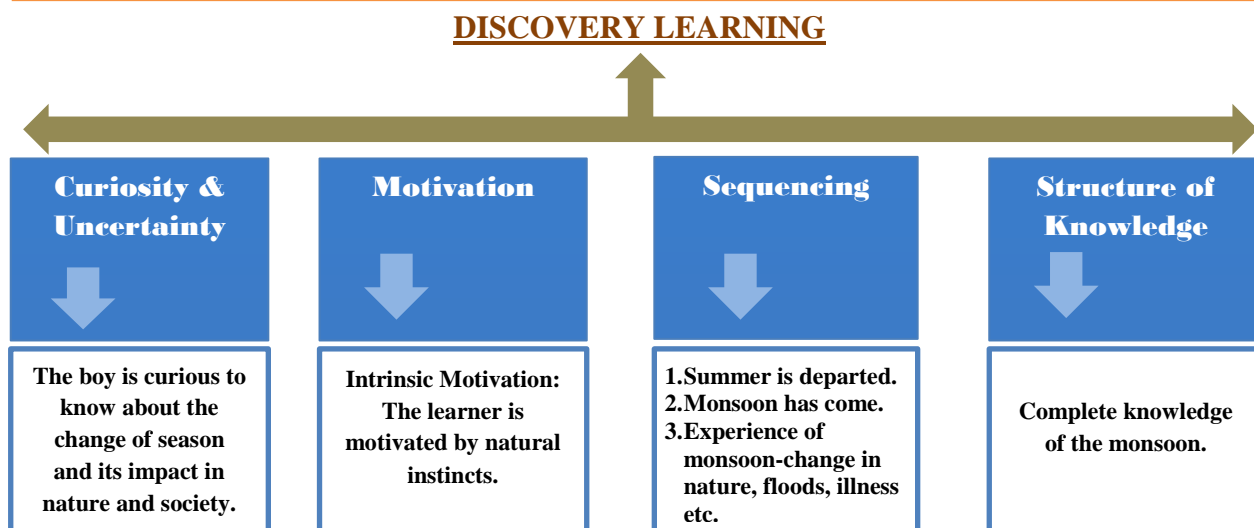 DISCOVERY LEARNING
Curiosity &
Uncertainty
The boy is curious to
know about the
change of season
and its impact in
nature and society.
Motivation
Intrinsic Motivation:
The learner is
motivated by natural
instincts.
Sequencing
1.Summer is departed.
2.Monsoon has come.
3.Experience of
monsoon-change in
nature, floods, illness
etc.
Structure of
Knowledge
Complete knowledge
of the monsoon.